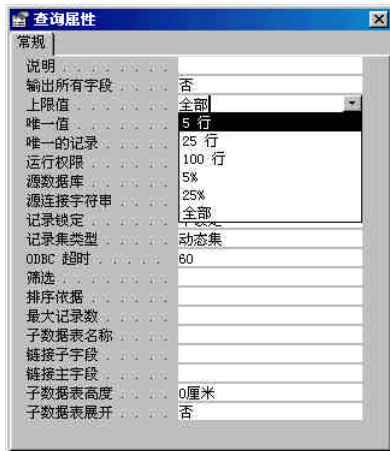 查询属性
常规
说明
输出所有字段 否
上限值 全部
唯一值 5 行
唯一的记录 25 行
运行权限 100 行
源数据库 5%
源连接字符串 25%
全部
记录锁定
记录集类型 动态集
ODBC 超时 60
筛选
排序依据
最大记录数
子数据表名称
链接子字段
链接主字段
子数据表高度 0厘米
子数据表展开 否